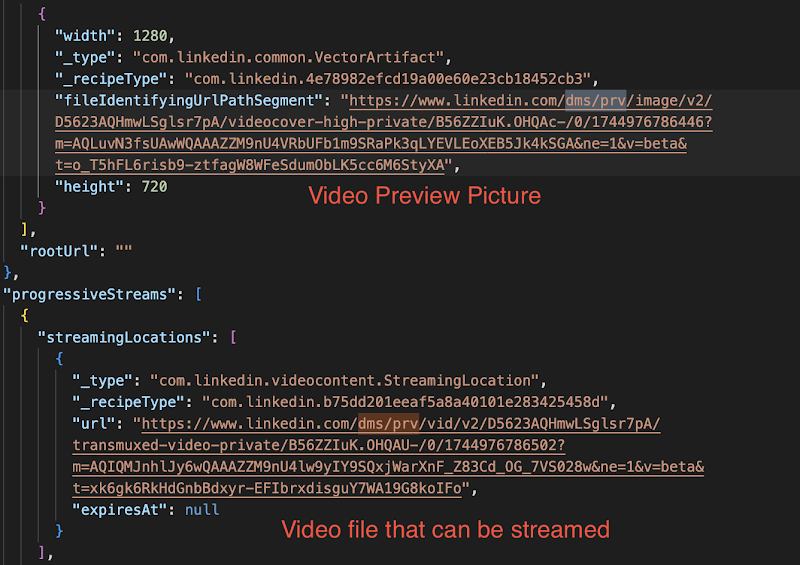 {
"width": 1280,
"_type": "com.linkedin.common.VectorArtifact",
"_recipeType": "com.linkedin.4e78982efcd19a00e60e23cb18452cb3",
"fileIdentifyingUrlPathSegment": "https://www.linkedin.com/dms/prv/image/v2/
D5623AQHmwLSglsr7pA/videocover-high-private/B56ZZIuK.OHQAc-/0/1744976786446?
m=AQLuvN3fsUAwWQAAAZZM9nU4VRbUFb1m9SRaPk3qLYEVLEoXEB5Jk4kSGA&ne=1&v=beta&
t=o_T5hFL6risb9-ztfagW8WFeSdumObLK5cc6M6StyXA",
"height": 720
Video Preview Picture
}
],
"rootUrl": ""
},
"progressiveStreams": [
{
"streamingLocations": [
{
"_type": "com.linkedin.videocontent.StreamingLocation",
"_recipeType": "com.linkedin.b75dd201eeaf5a8a40101e283425458d",
"url": "https://www.linkedin.com/dms/prv/vid/v2/D5623AQHmwLSglsr7pA/
transmuxed-video-private/B56ZZIuK.OHQAU-/0/1744976786502?
m=AQIQMJnhlJy6wQAAAZZM9nU4lw9yIY9SQxjWarXnF_Z83Cd_OG_7VS028w&ne=1&v=beta&
t=xk6gk6RkHdGnbBdxyr-EFIbrxdisguY7WA19G8koIFo",
"expiresAt": null
Video file that can be streamed
}
],